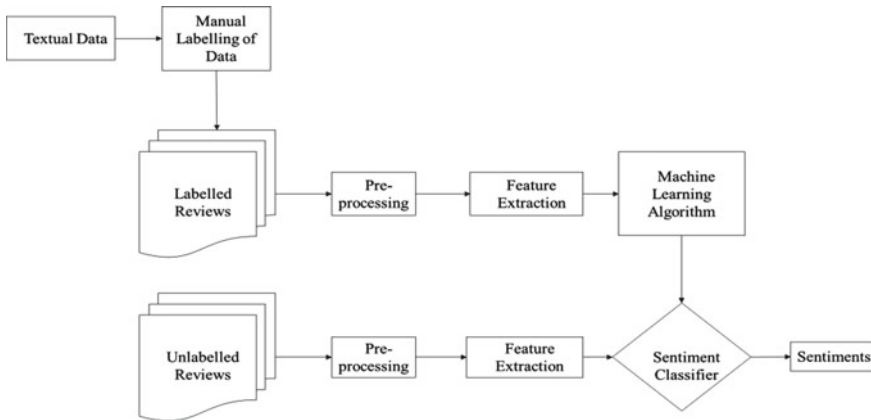 Textual Data
Manual
Labelling of
Data
Labelled
Reviews
Pre-
processing
Feature
Extraction
Machine
Learning
Algorithm
Unlabelled
Reviews
Pre-
processing
Feature
Extraction
Sentiment
Classifier
Sentiments